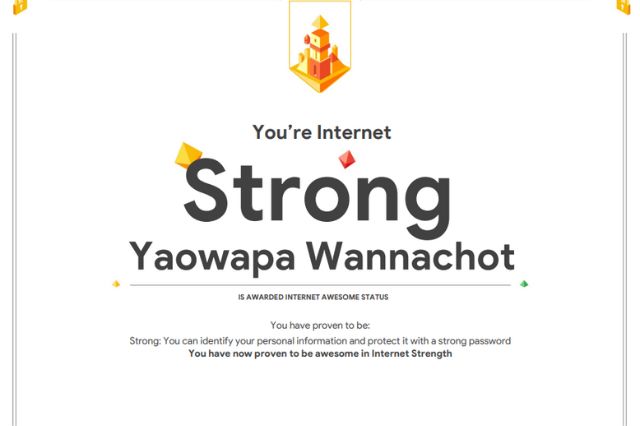 You're Internet
Strong
Yaowapa Wannachot
IS AWARDED INTERNET AWESOME STATUS
You have proven to be:
Strong: You can identify your personal information and protect it with a strong password
You have now proven to be awesome in Internet Strength